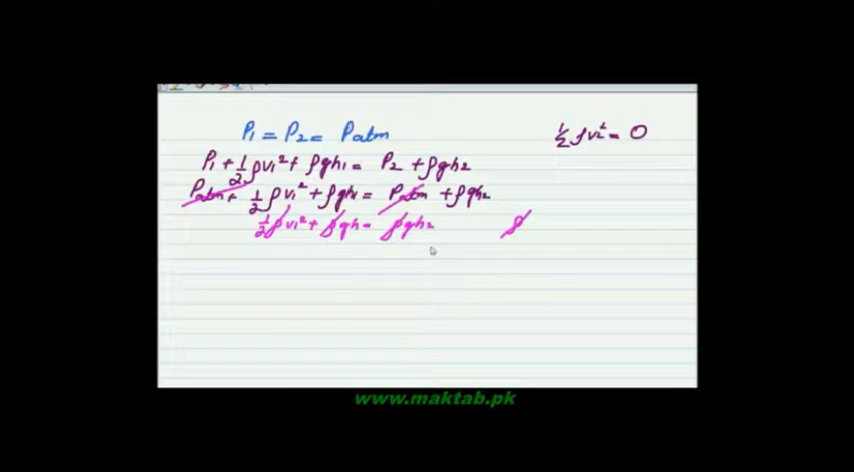 P₁ = P₂ = Patm
½ρv₂² = 0
P₁ + ½ρv₁² + ρgh₁ = P₂ + ρgh₂
Patm + ½ρv₁² + ρgh₁ = Patm + ρgh₂
½ρv₁² + ρgh₁ = ρgh₂
ρ
www.maktab.pk